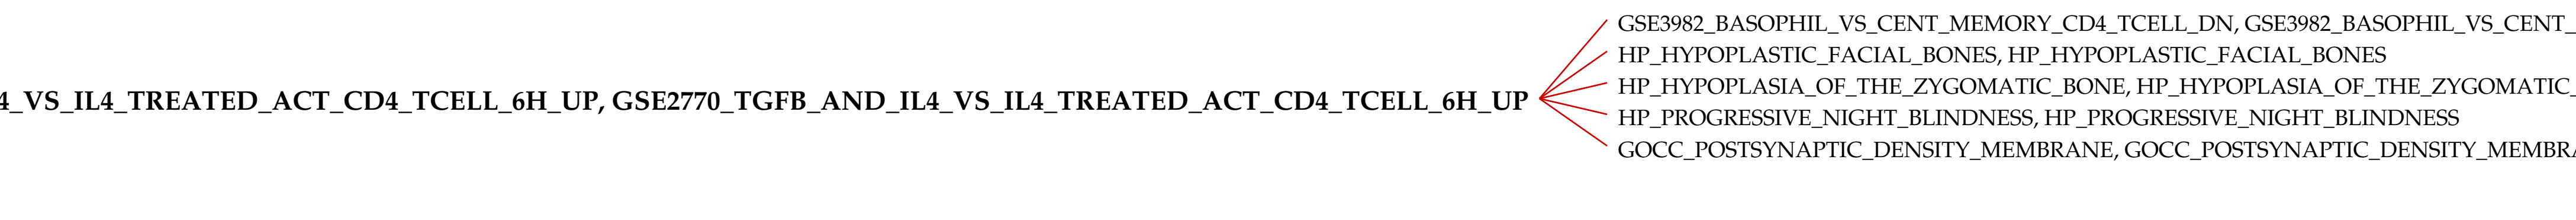 GSE3982_BASOPHIL_VS_CENT_MEMORY_CD4_TCELL_DN, GSE3982_BASOPHIL_VS_CENT_
HP_HYPOPLASTIC_FACIAL_BONES, HP_HYPOPLASTIC_FACIAL_BONES
HP_HYPOPLASIA_OF_THE_ZYGOMATIC_BONE, HP_HYPOPLASIA_OF_THE_ZYGOMATIC_
4_VS_IL4_TREATED_ACT_CD4_TCELL_6H_UP, GSE2770_TGFB_AND_IL4_VS_IL4_TREATED_ACT_CD4_TCELL_6H_UP
HP_PROGRESSIVE_NIGHT_BLINDNESS, HP_PROGRESSIVE_NIGHT_BLINDNESS
GOCC_POSTSYNAPTIC_DENSITY_MEMBRANE, GOCC_POSTSYNAPTIC_DENSITY_MEMBRA